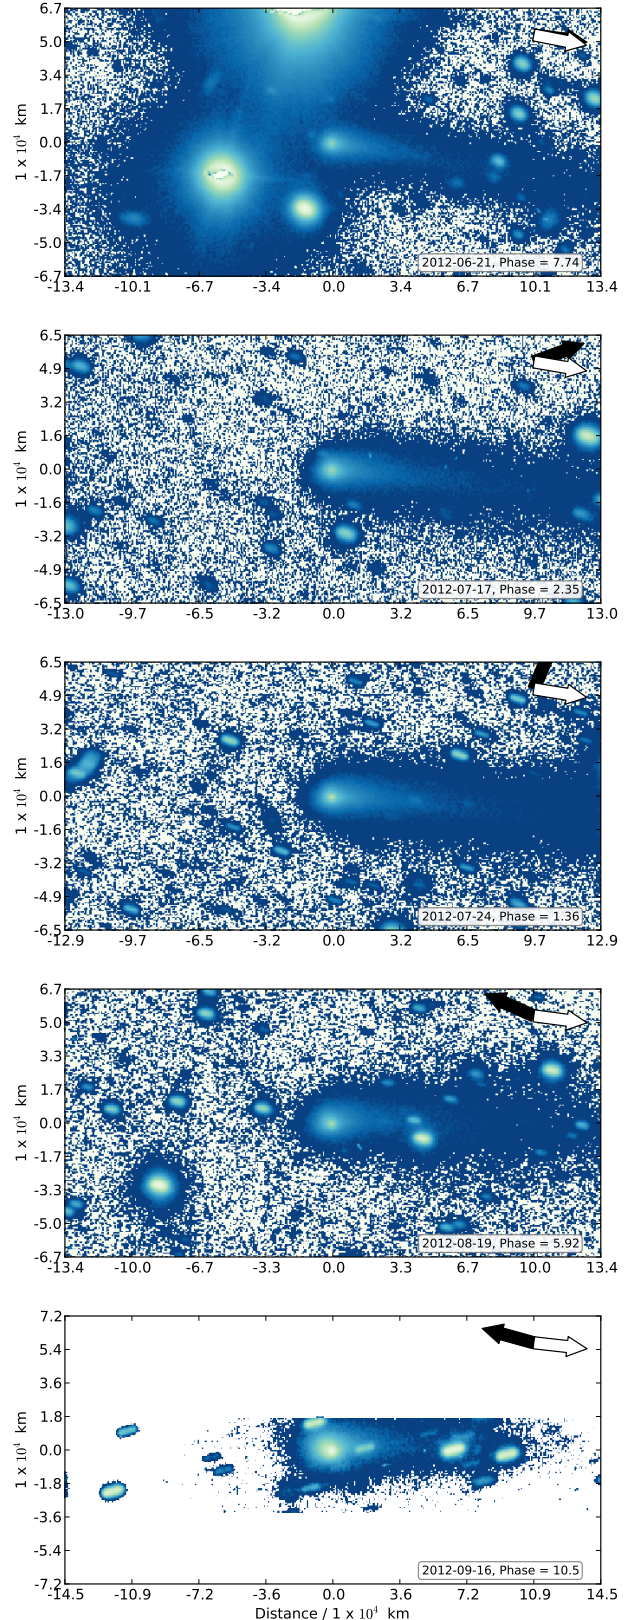 6.7
5.0
3.4
1.7
0.0
-1.7
-3.4
-5.0
-6.7
1 x 10⁴ km
2012-06-21, Phase = 7.74
-13.4 -10.1 -6.7 -3.4 0.0 3.4 6.7 10.1 13.4
6.5
4.9
3.2
1.6
0.0
-1.6
-3.2
-4.9
-6.5
1 x 10⁴ km
2012-07-17, Phase = 2.35
-13.0 -9.7 -6.5 -3.2 0.0 3.2 6.5 9.7 13.0
6.5
4.9
3.2
1.6
0.0
-1.6
-3.2
-4.9
-6.5
1 x 10⁴ km
2012-07-24, Phase = 1.36
-12.9 -9.7 -6.5 -3.2 0.0 3.2 6.5 9.7 12.9
6.7
5.0
3.3
1.7
0.0
-1.7
-3.3
-5.0
-6.7
1 x 10⁴ km
2012-08-19, Phase = 5.92
-13.4 -10.0 -6.7 -3.3 0.0 3.3 6.7 10.0 13.4
7.2
5.4
3.6
1.8
0.0
-1.8
-3.6
-5.4
-7.2
1 x 10⁴ km
2012-09-16, Phase = 10.5
-14.5 -10.9 -7.2 -3.6 0.0 3.6 7.2 10.9 14.5
Distance / 1 x 10⁴ km